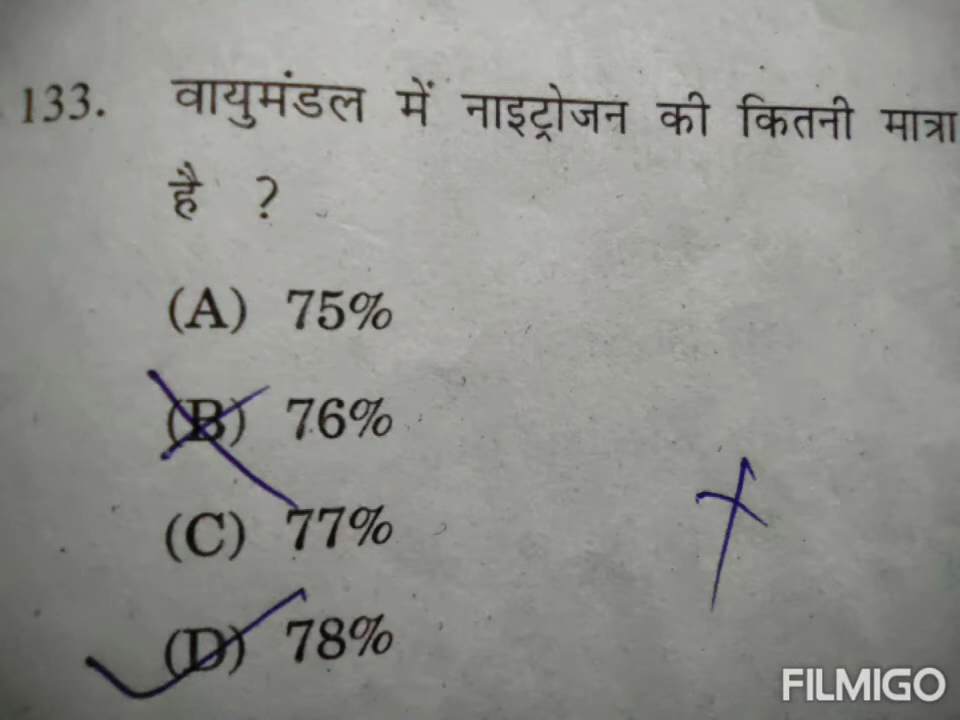 133. वायुमंडल में नाइट्रोजन की कितनी मात्रा
है ?
(A) 75%
(B) 76%
(C) 77%
(D) 78%
FILMIGO